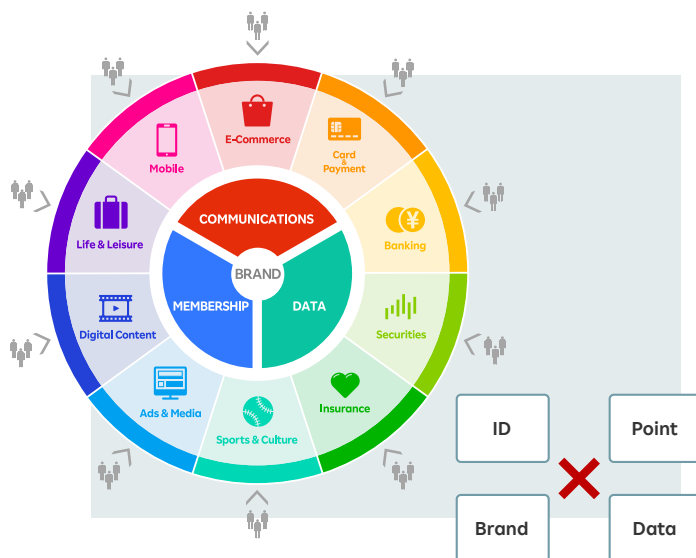 E-Commerce
Card
&
Payment
Mobile
Banking
Life & Leisure
COMMUNICATIONS
BRAND
MEMBERSHIP
DATA
Digital Content
Securities
Ads & Media
Insurance
Sports & Culture
ID
Point
Brand
Data